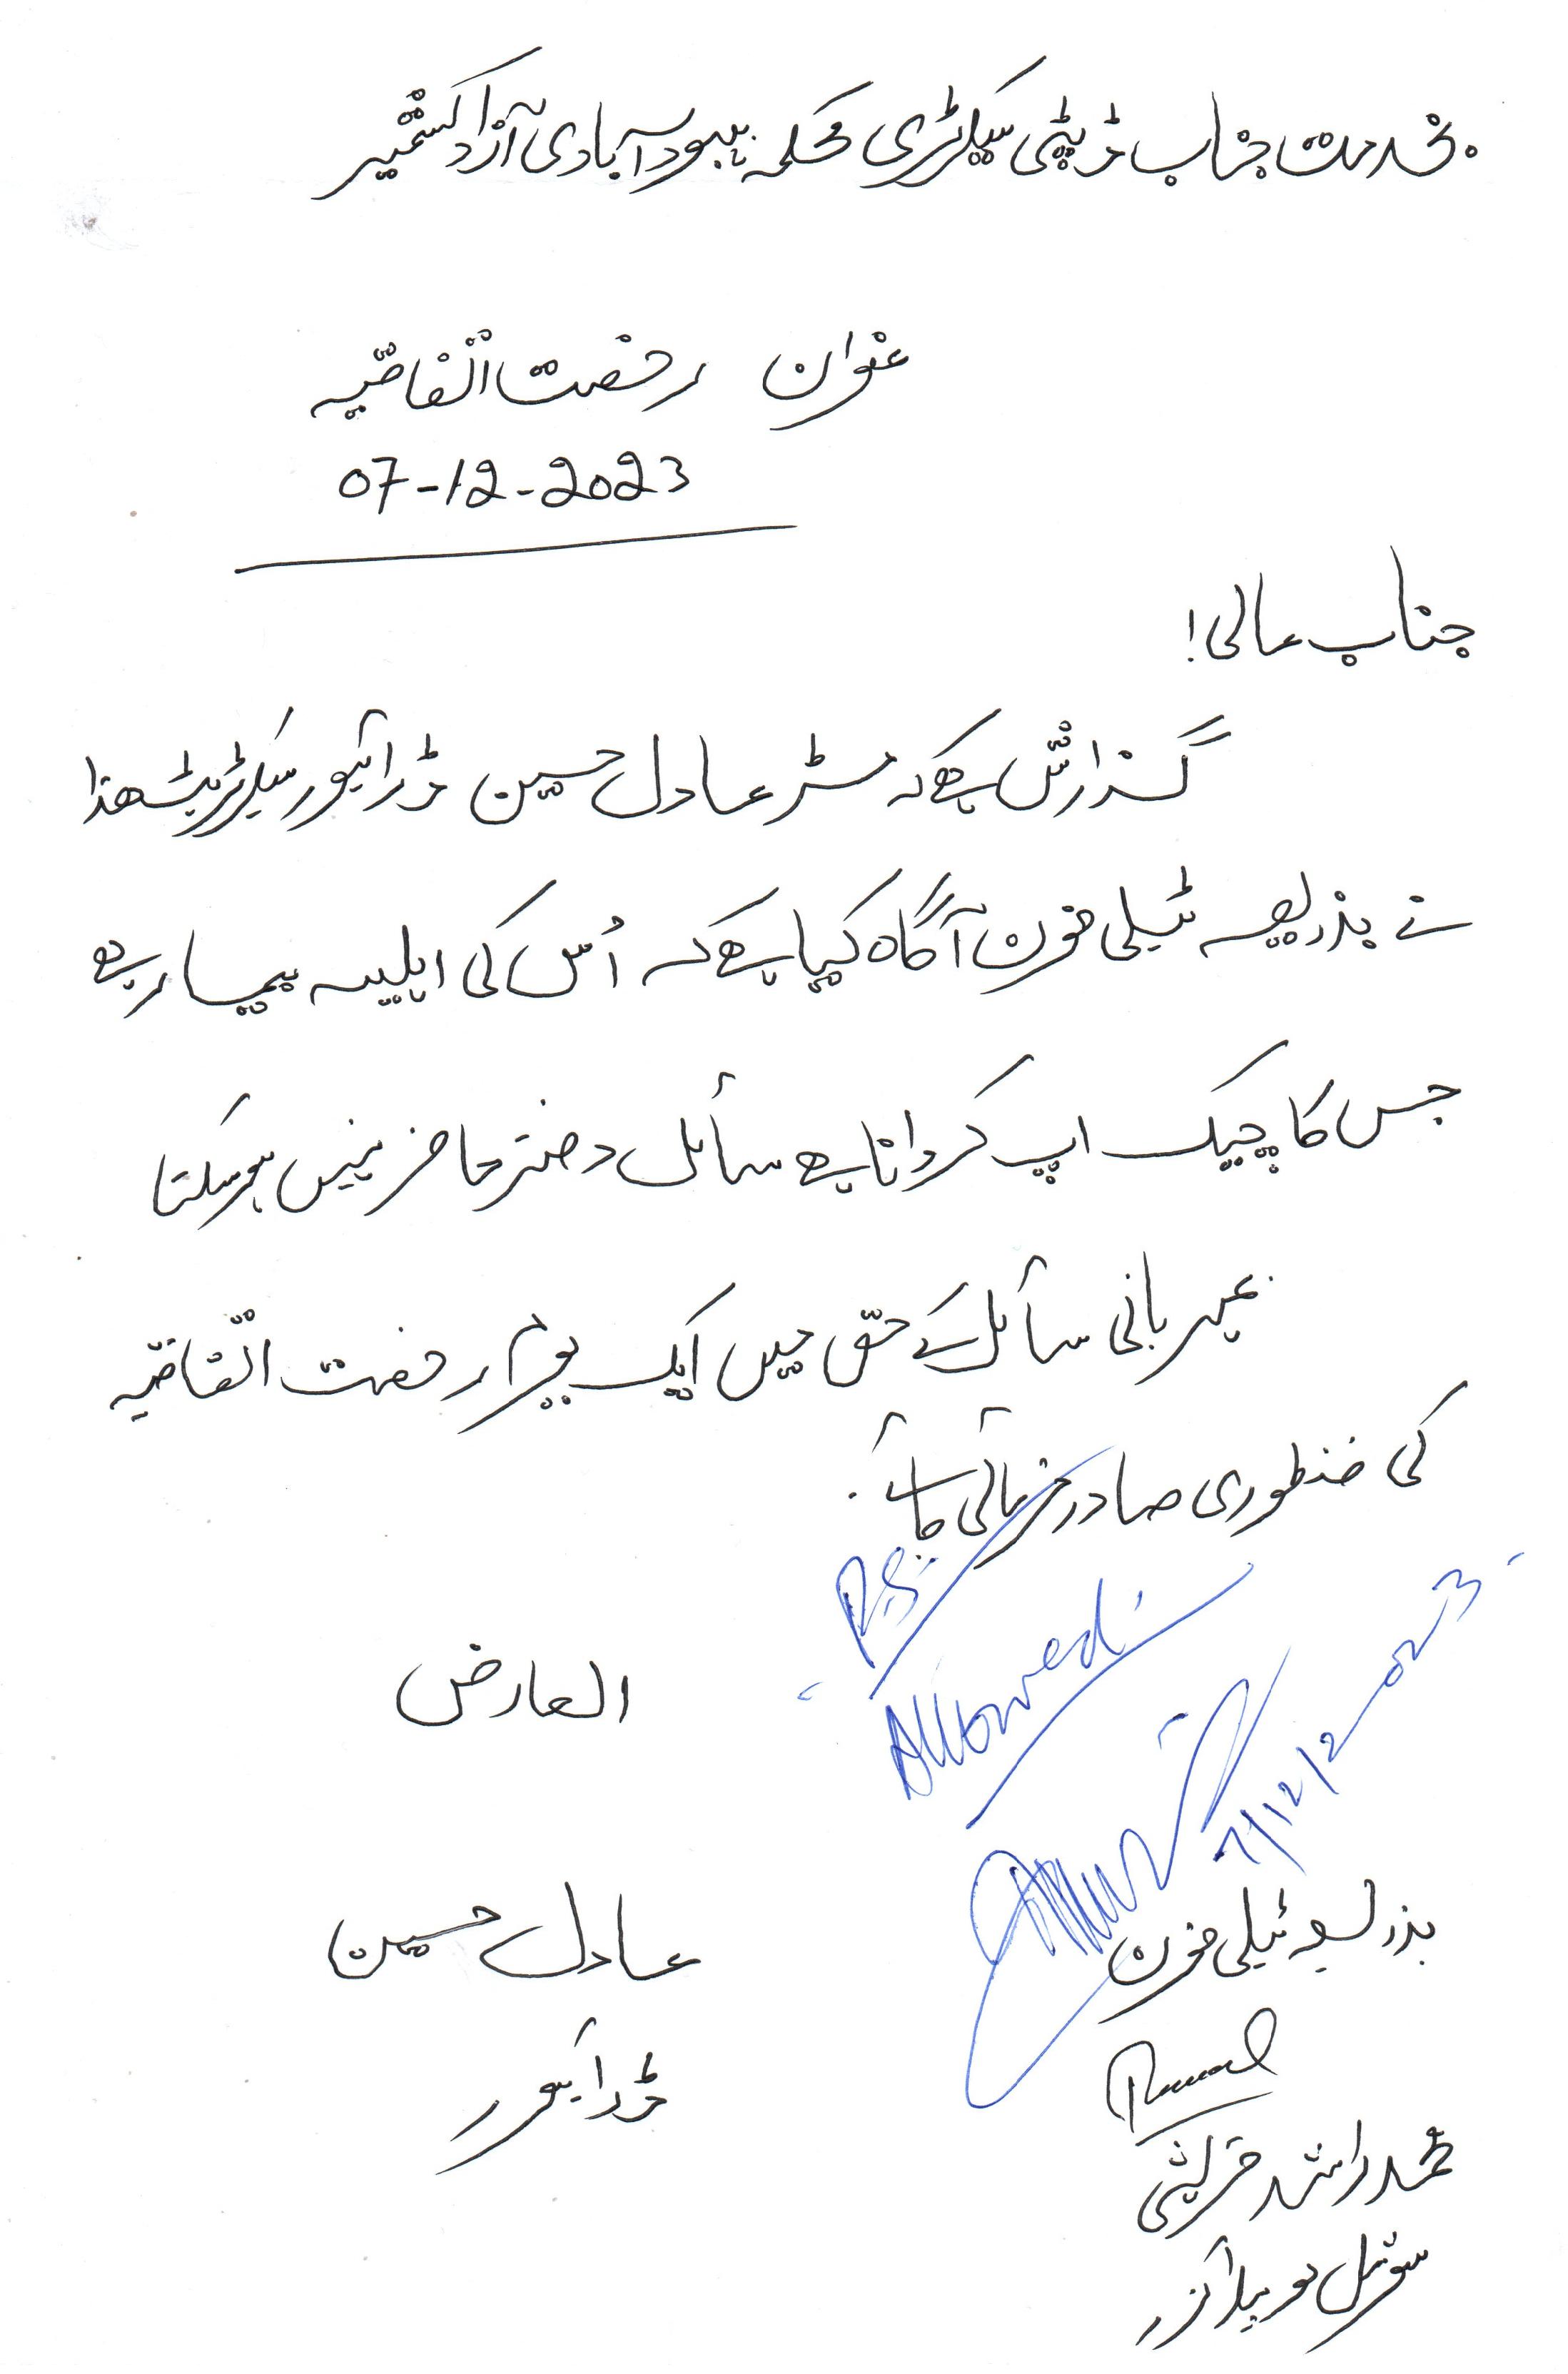 بخدمت جناب ڈپٹی سیکرٹری محکمہ بہبود آبادی آزاد کشمیر
عنوان رخصت اتفاقیہ
07-12-2023
جناب عالی!
گذارش ہے کہ مسٹر عادل حسین ڈرائیور سیکرٹریٹ ھذا
نے بذریعہ ٹیلی فون آگاہ کیا ہے کہ اُس کی اہلیہ بیمار ہے
جس کا چیک اپ کروانا ہے سائل دفتر حاضر نہیں ہو سکتا
بمہربانی سائل کے حق میں ایک یوم رخصت اتفاقیہ
کی منظوری صادر فرمائی جائے.
P.S.
Allowed.
7/12/2023
العارض
عادل حسین
ڈرائیور
بذریعہ ٹیلی فون
محمد راشد قریشی
سوشل موبلائزر